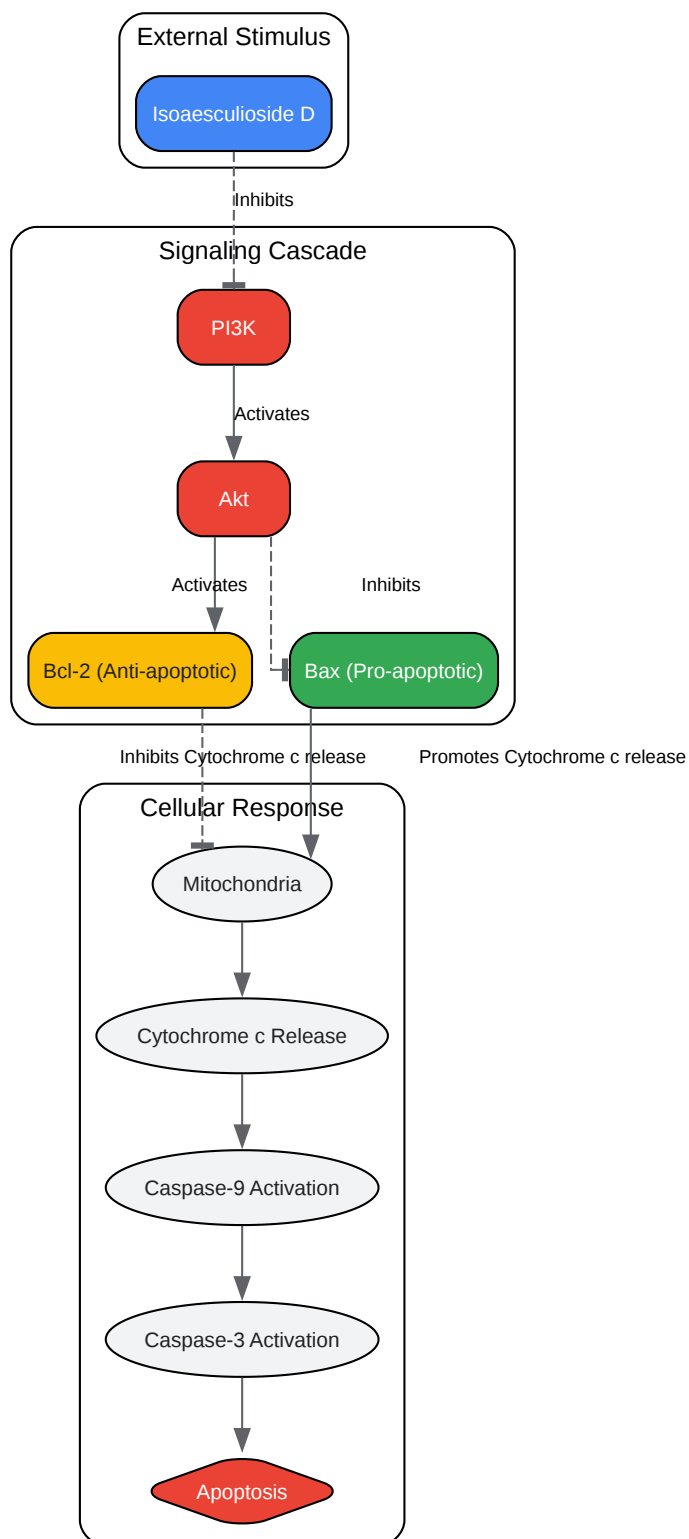 External Stimulus
Isoaesculioside D
Inhibits
Signaling Cascade
PI3K
Activates
Akt
Activates
Inhibits
Bcl-2 (Anti-apoptotic)
Bax (Pro-apoptotic)
Inhibits Cytochrome c release
Promotes Cytochrome c release
Cellular Response
Mitochondria
Cytochrome c Release
Caspase-9 Activation
Caspase-3 Activation
Apoptosis